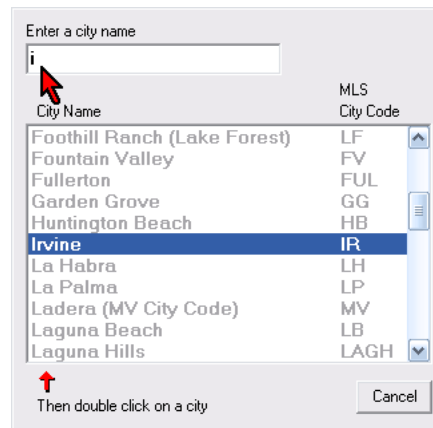 Enter a city name
i
MLS
City Name City Code
Foothill Ranch (Lake Forest) LF
Fountain Valley FV
Fullerton FUL
Garden Grove GG
Huntington Beach HB
Irvine IR
La Habra LH
La Palma LP
Ladera (MV City Code) MV
Laguna Beach LB
Laguna Hills LAGH
Then double click on a city
Cancel